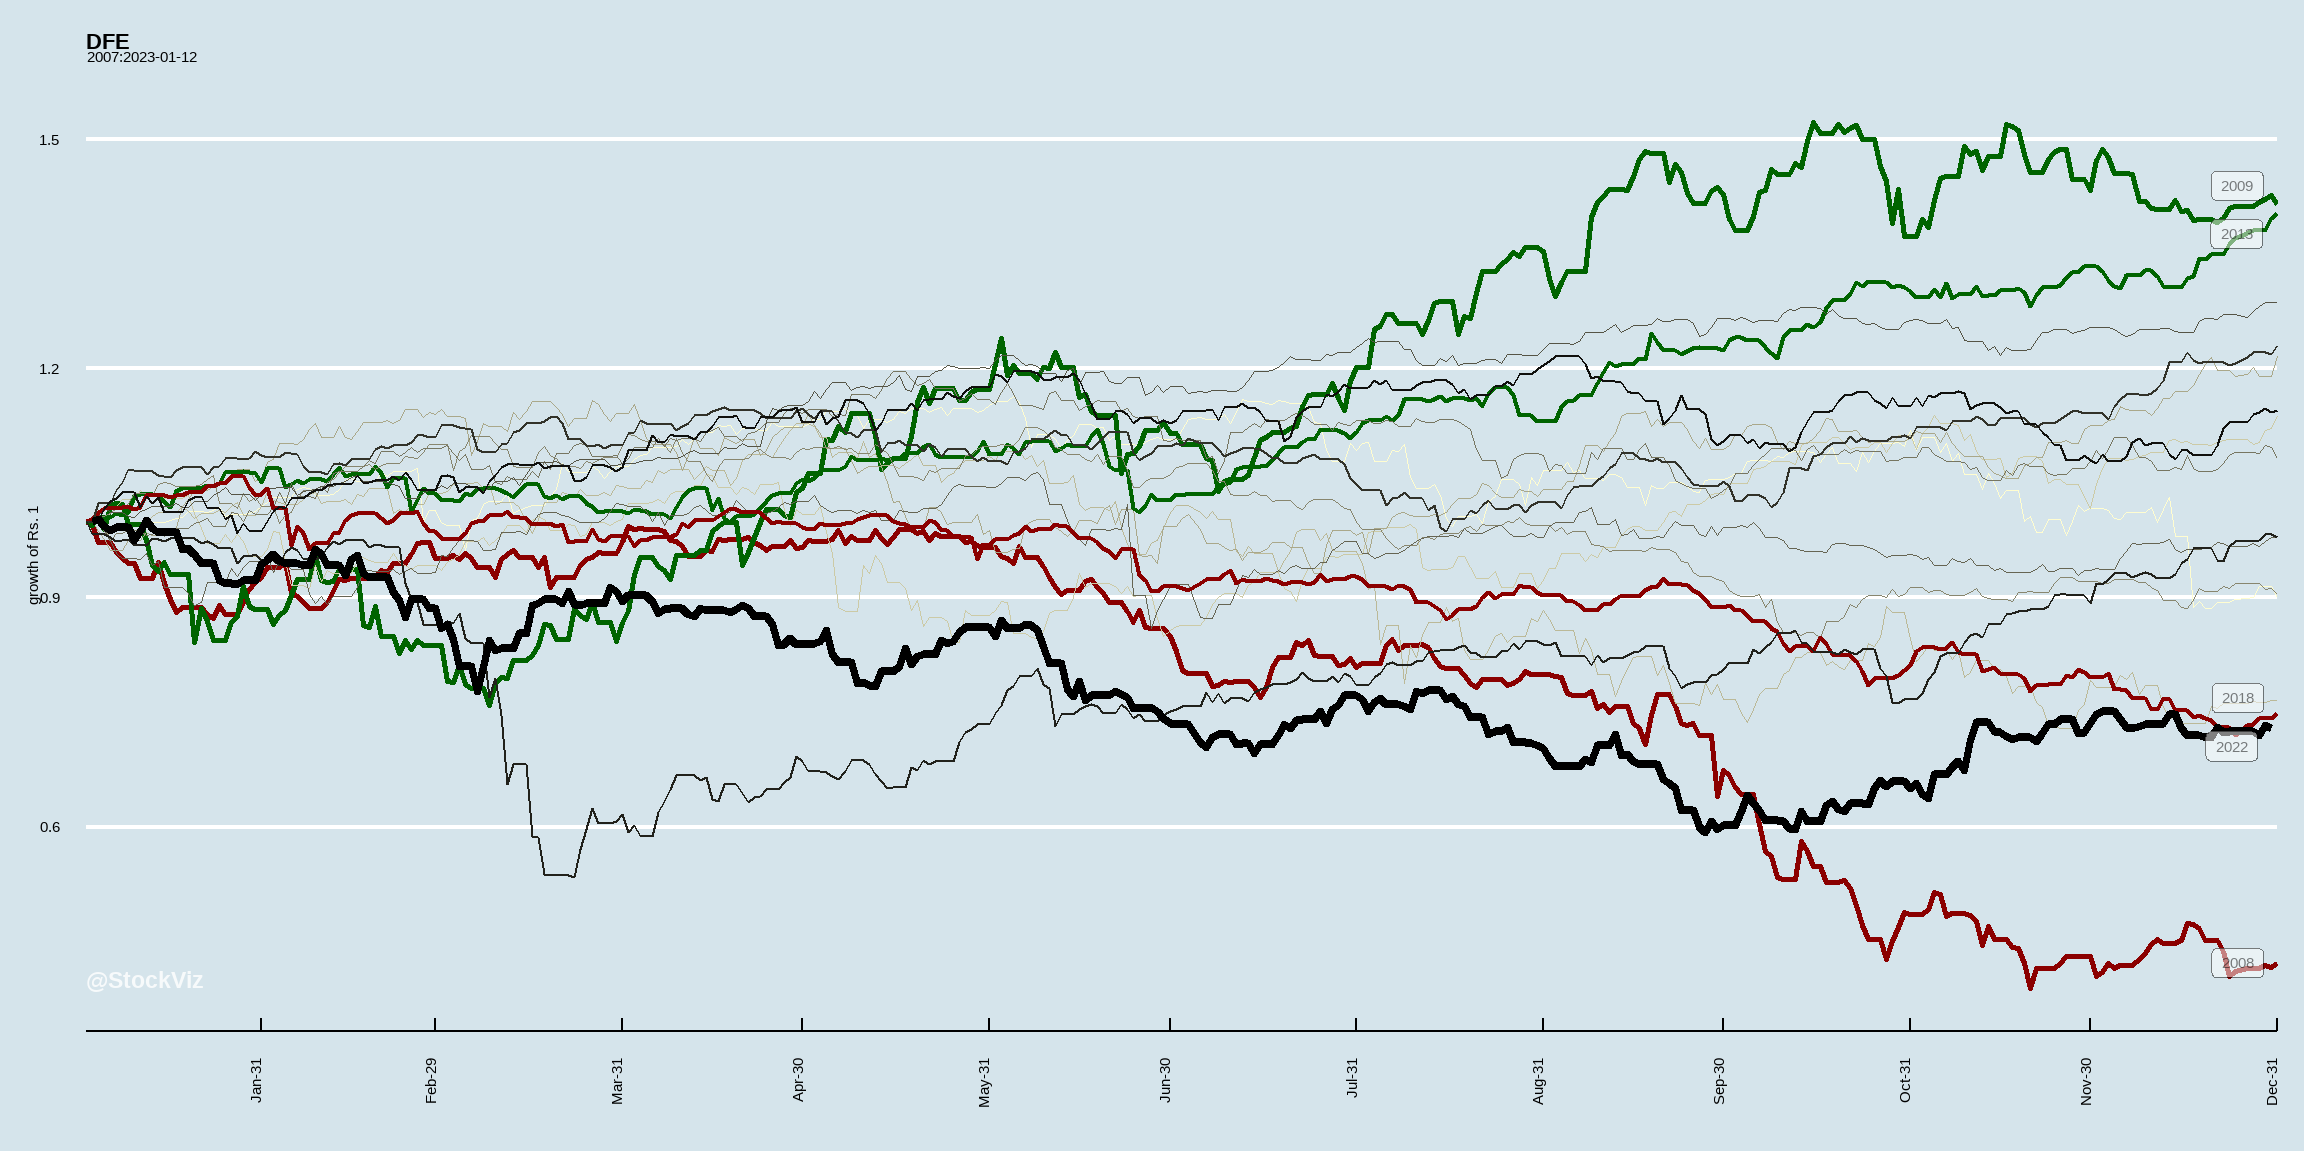 DFE
2007:2023-01-12
1.5
1.2
0.9
0.6
growth of Rs. 1
2009
2013
2018
2022
2008
@StockViz
Jan-31
Feb-29
Mar-31
Apr-30
May-31
Jun-30
Jul-31
Aug-31
Sep-30
Oct-31
Nov-30
Dec-31